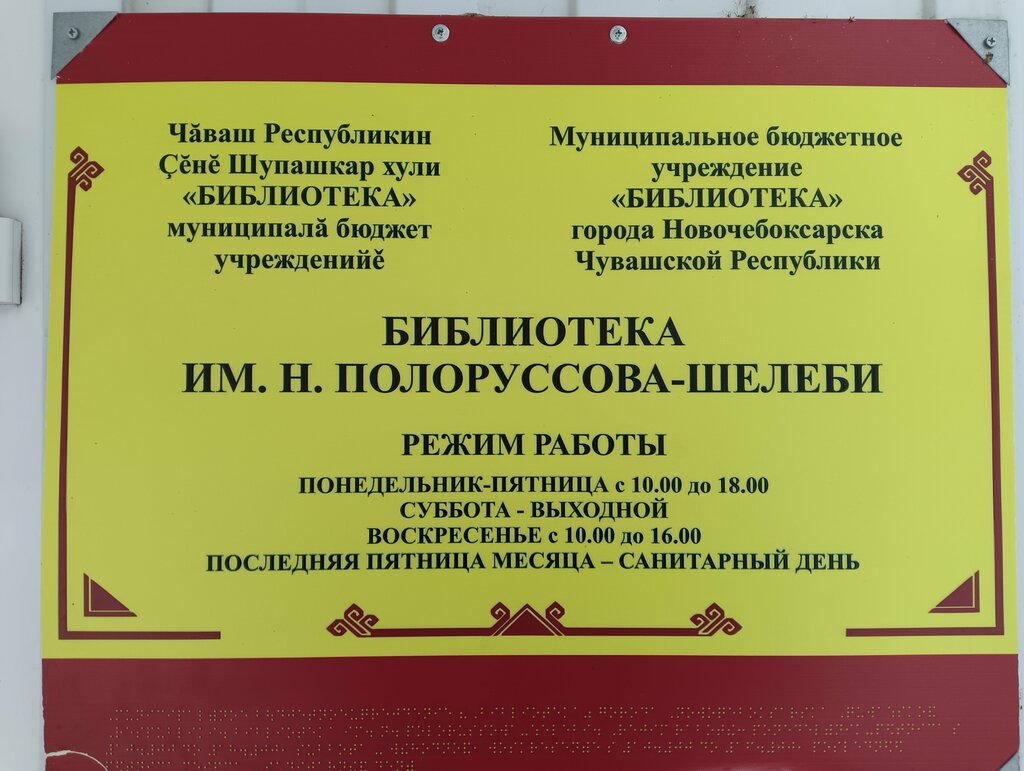 Чӑваш Республикин
Ҫӗнӗ Шупашкар хули
«БИБЛИОТЕКА»
муниципалӑ бюджет
учрежденийӗ
Муниципальное бюджетное
учреждение
«БИБЛИОТЕКА»
города Новочебоксарска
Чувашской Республики
БИБЛИОТЕКА
ИМ. Н. ПОЛОРУССОВА-ШЕЛЕБИ
РЕЖИМ РАБОТЫ
ПОНЕДЕЛЬНИК-ПЯТНИЦА с 10.00 до 18.00
СУББОТА - ВЫХОДНОЙ
ВОСКРЕСЕНЬЕ с 10.00 до 16.00
ПОСЛЕДНЯЯ ПЯТНИЦА МЕСЯЦА – САНИТАРНЫЙ ДЕНЬ